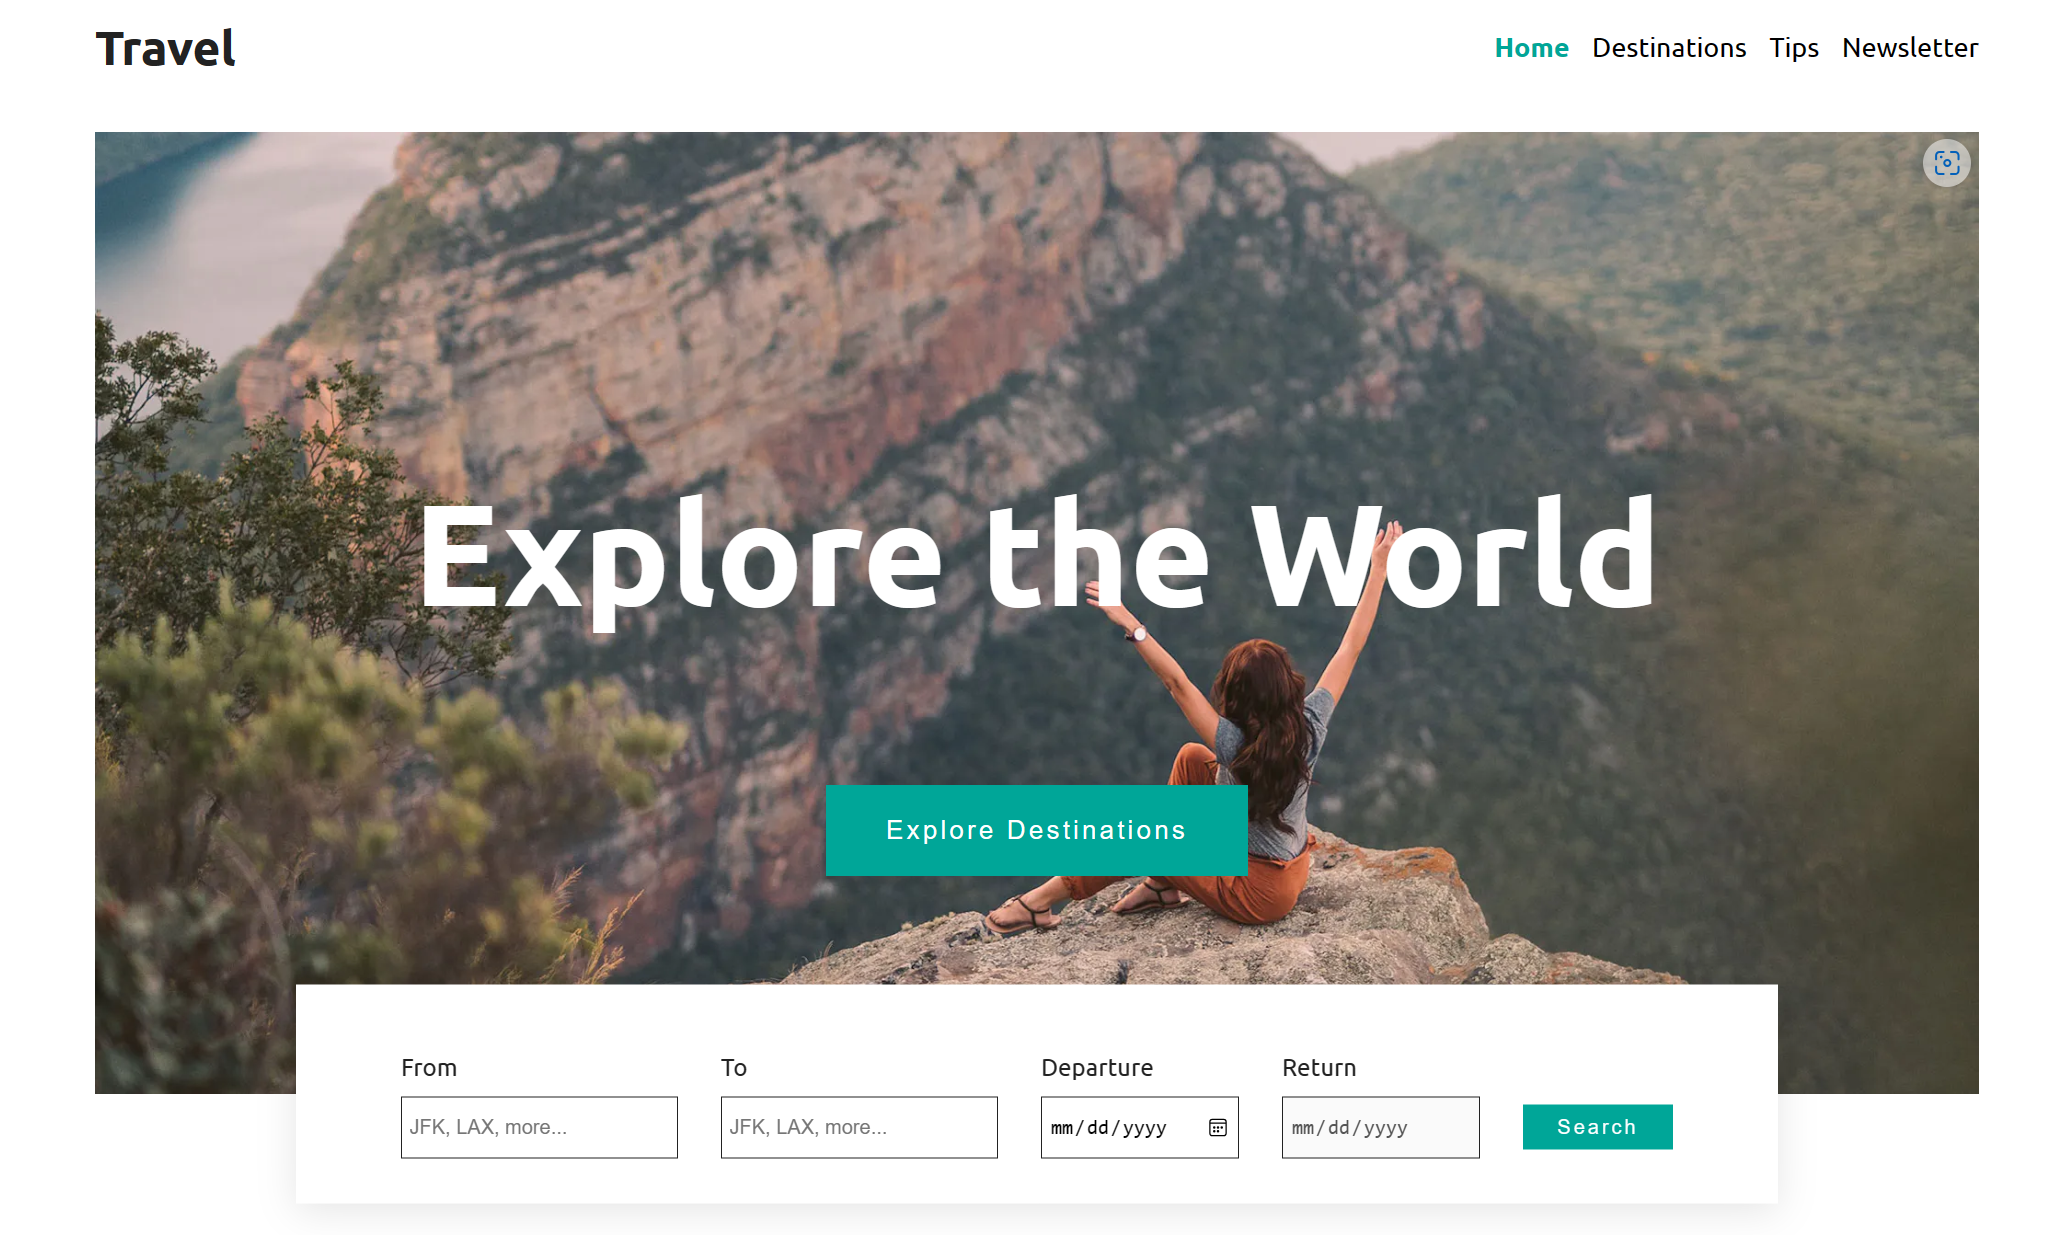 Travel
Home Destinations Tips Newsletter
Explore the World
Explore Destinations
From To Departure Return
JFK, LAX, more... JFK, LAX, more... mm/dd/yyyy mm/dd/yyyy Search